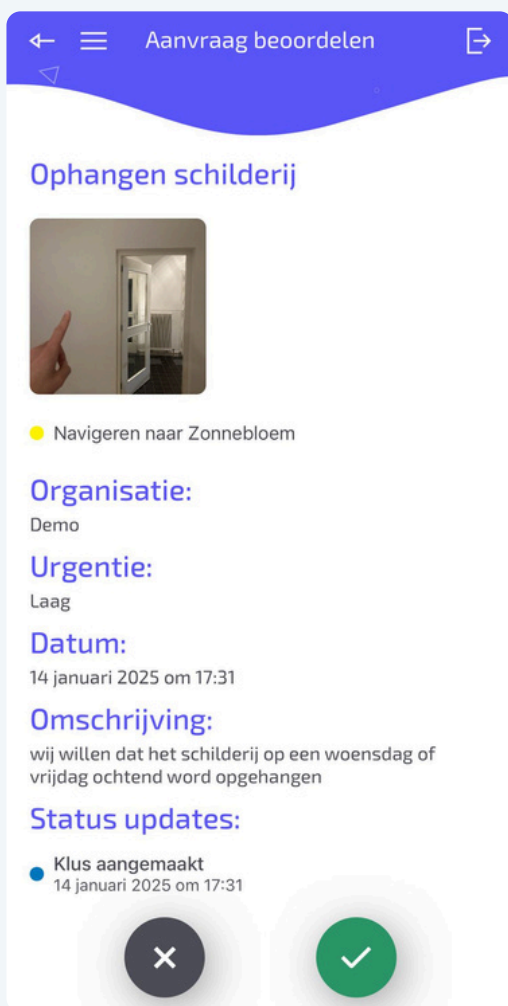 Aanvraag beoordelen
Ophangen schilderij
Navigeren naar Zonnebloem
Organisatie:
Demo
Urgentie:
Laag
Datum:
14 januari 2025 om 17:31
Omschrijving:
wij willen dat het schilderij op een woensdag of
vrijdag ochtend word opgehangen
Status updates:
Klus aangemaakt
14 januari 2025 om 17:31